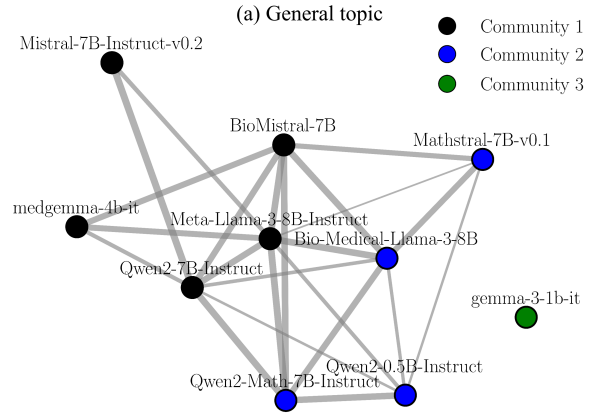 (a) General topic
Community 1
Community 2
Community 3
Mistral-7B-Instruct-v0.2
BioMistral-7B
Mathstral-7B-v0.1
medgemma-4b-it
Meta-Llama-3-8B-Instruct
Bio-Medical-Llama-3-8B
Qwen2-7B-Instruct
gemma-3-1b-it
Qwen2-0.5B-Instruct
Qwen2-Math-7B-Instruct